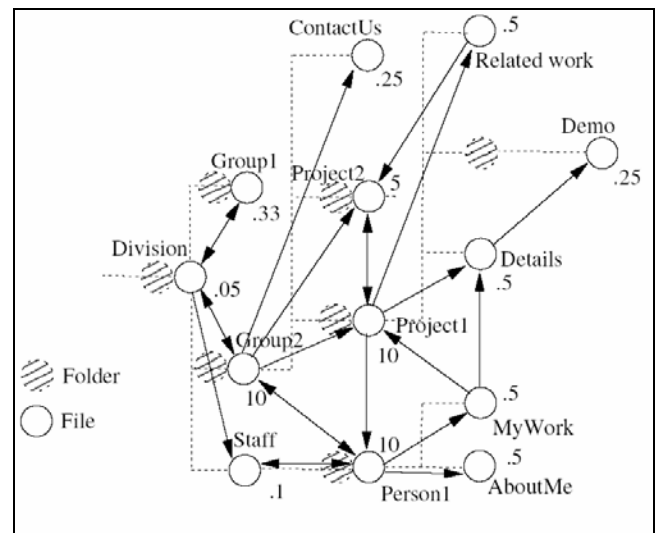 ContactUs
.25
.5
Related work
Demo
.25
Group1
.33
Project2
.5
Division
.05
Details
.5
Group2
10
Project1
10
Folder
File
.5
MyWork
Staff
.1
10
Person1
.5
AboutMe